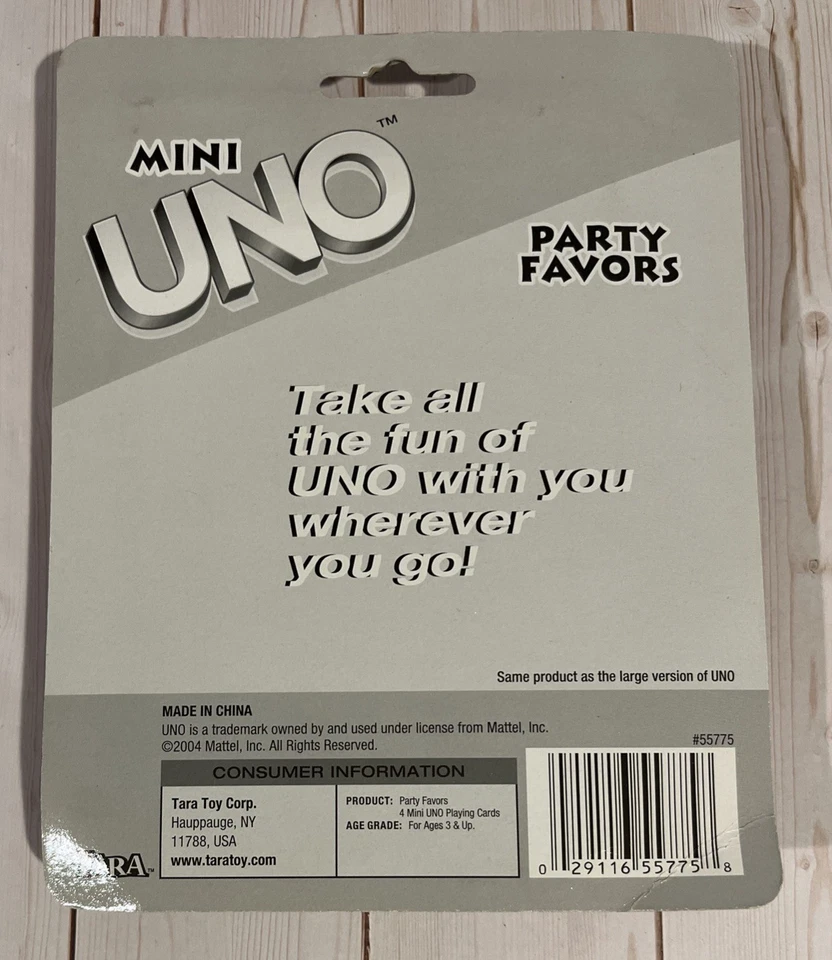 MINI
UNO™
PARTY
FAVORS
Take all
the fun of
UNO with you
wherever
you go!
Same product as the large version of UNO
MADE IN CHINA
UNO is a trademark owned by and used under license from Mattel, Inc.
©2004 Mattel, Inc. All Rights Reserved.
#55775
CONSUMER INFORMATION
Tara Toy Corp.
Hauppauge, NY
11788, USA
www.taratoy.com
PRODUCT: Party Favors
4 Mini UNO Playing Cards
AGE GRADE: For Ages 3 & Up.
0 29116 55775 8